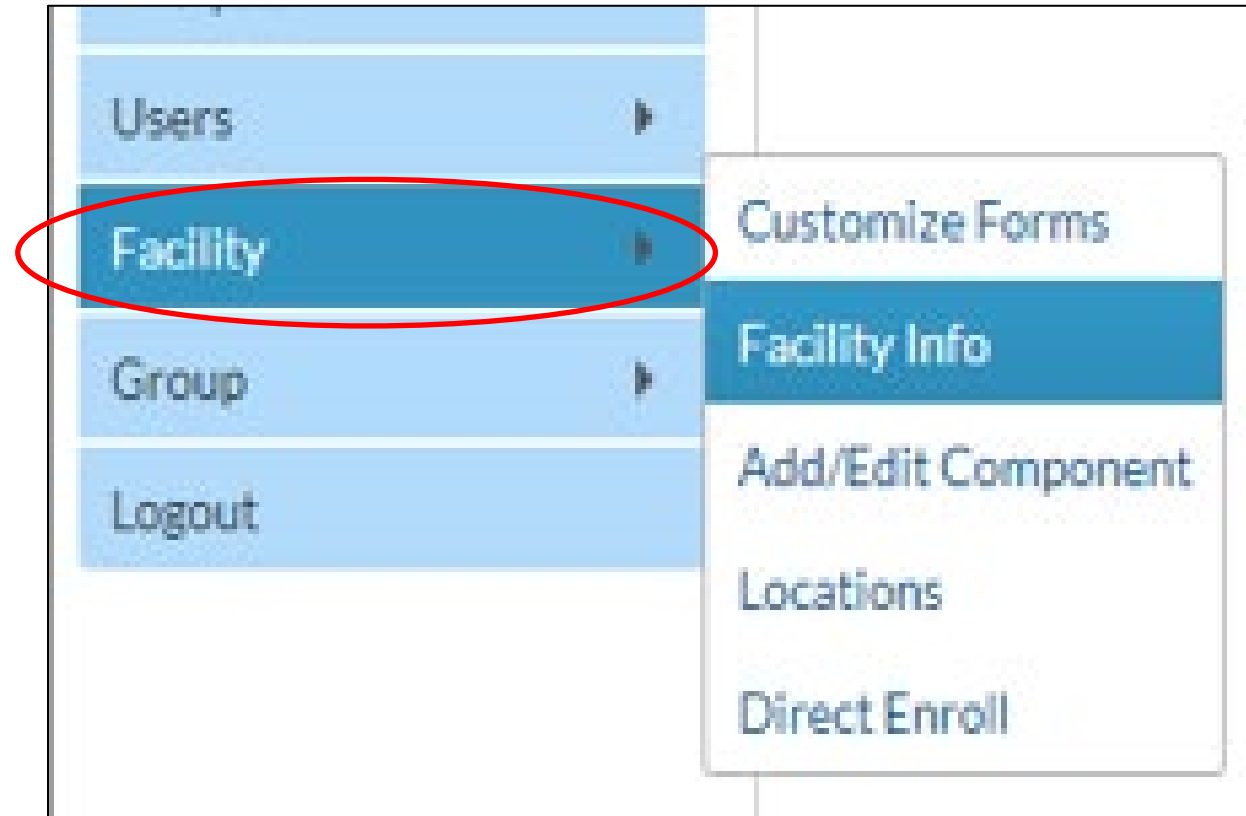 Users
Facility
Group
Logout
Customize Forms
Facility Info
Add/Edit Component
Locations
Direct Enroll